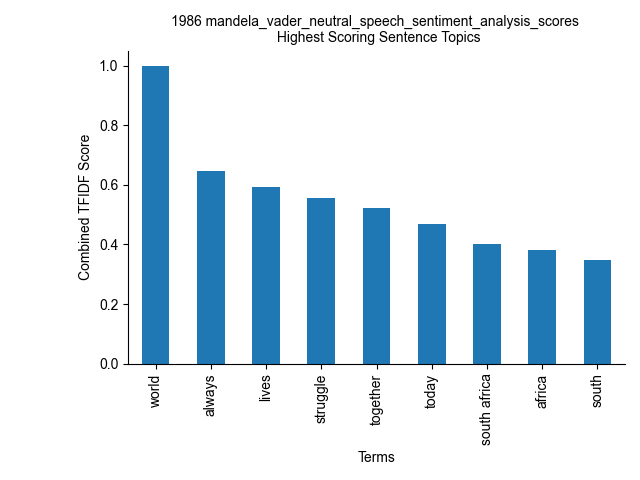 1986 mandela_vader_neutral_speech_sentiment_analysis_scores
Highest Scoring Sentence Topics
Combined TFIDF Score
1.0
0.8
0.6
0.4
0.2
0.0
world
always
lives
struggle
together
today
south africa
africa
south
Terms